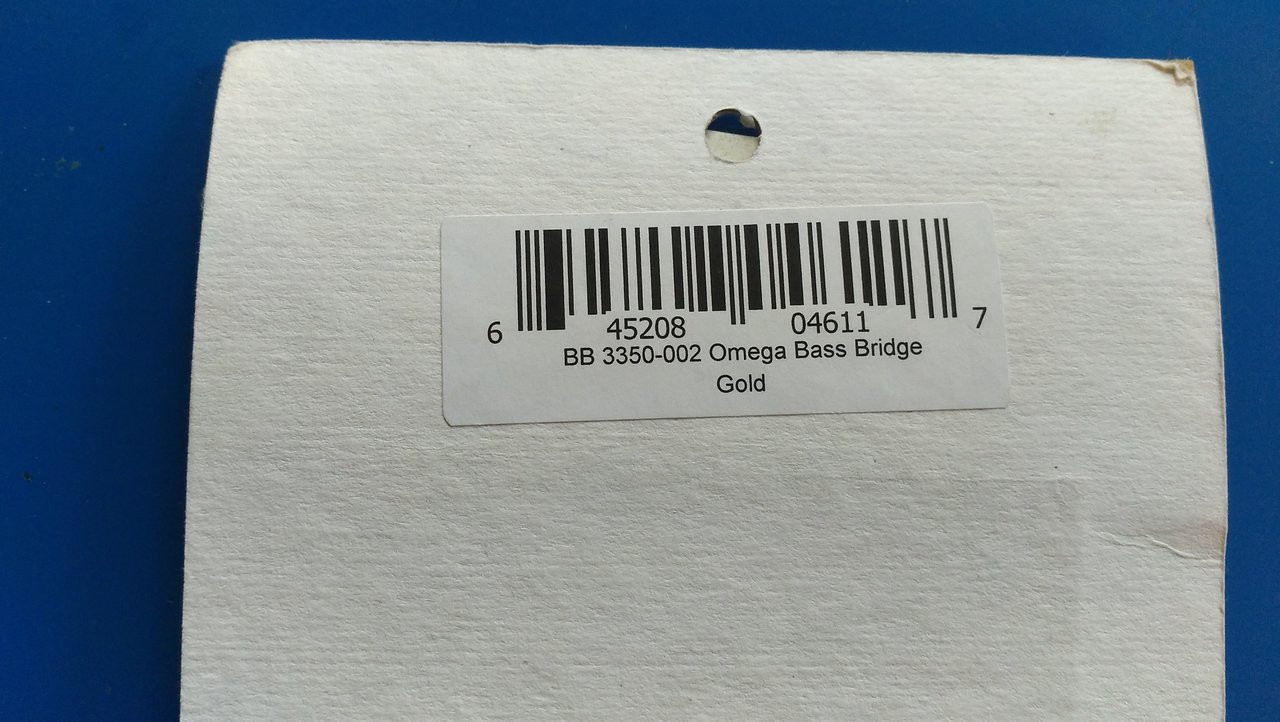 6 45208 04611 7
BB 3350-002 Omega Bass Bridge
Gold